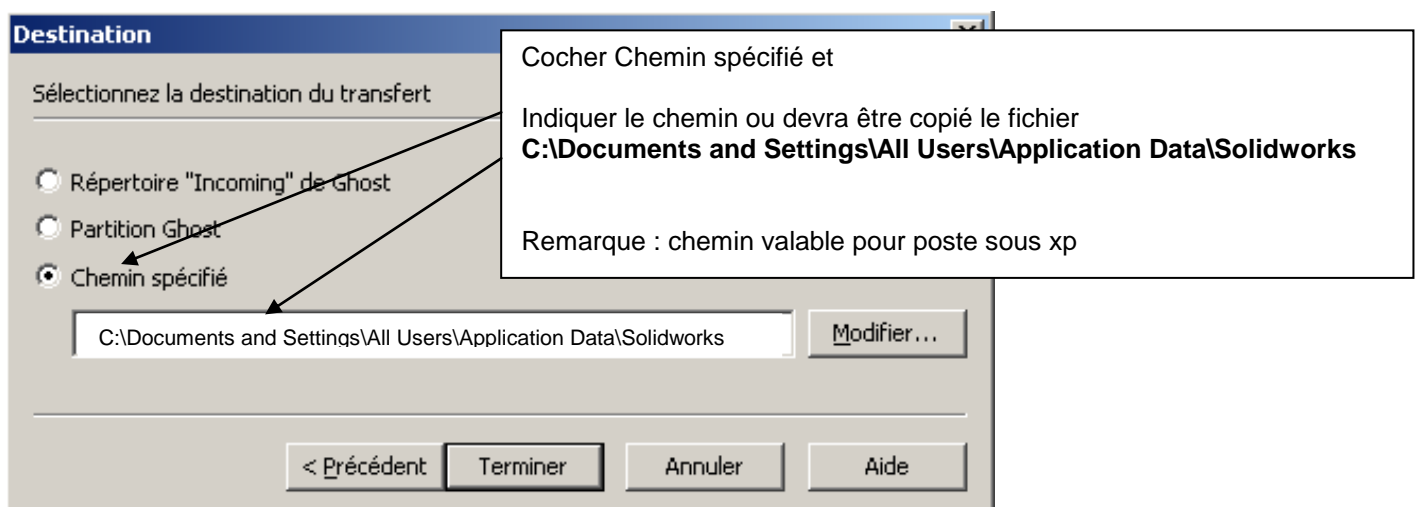 Destination
Sélectionnez la destination du transfert
Cocher Chemin spécifié et
Indiquer le chemin ou devra être copié le fichier
C:\Documents and Settings\All Users\Application Data\Solidworks
Remarque : chemin valable pour poste sous xp
Répertoire "Incoming" de Ghost
Partition Ghost
Chemin spécifié
C:\Documents and Settings\All Users\Application Data\Solidworks
Modifier...
< Précédent
Terminer
Annuler
Aide